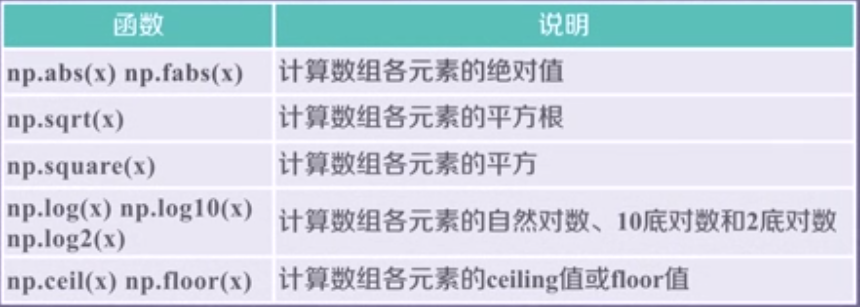 函数 说明
np.abs(x) np.fabs(x) 计算数组各元素的绝对值
np.sqrt(x) 计算数组各元素的平方根
np.square(x) 计算数组各元素的平方
np.log(x) np.log10(x)
np.log2(x)
计算数组各元素的自然对数、10底对数和2底对数
np.ceil(x) np.floor(x) 计算数组各元素的ceiling值或floor值